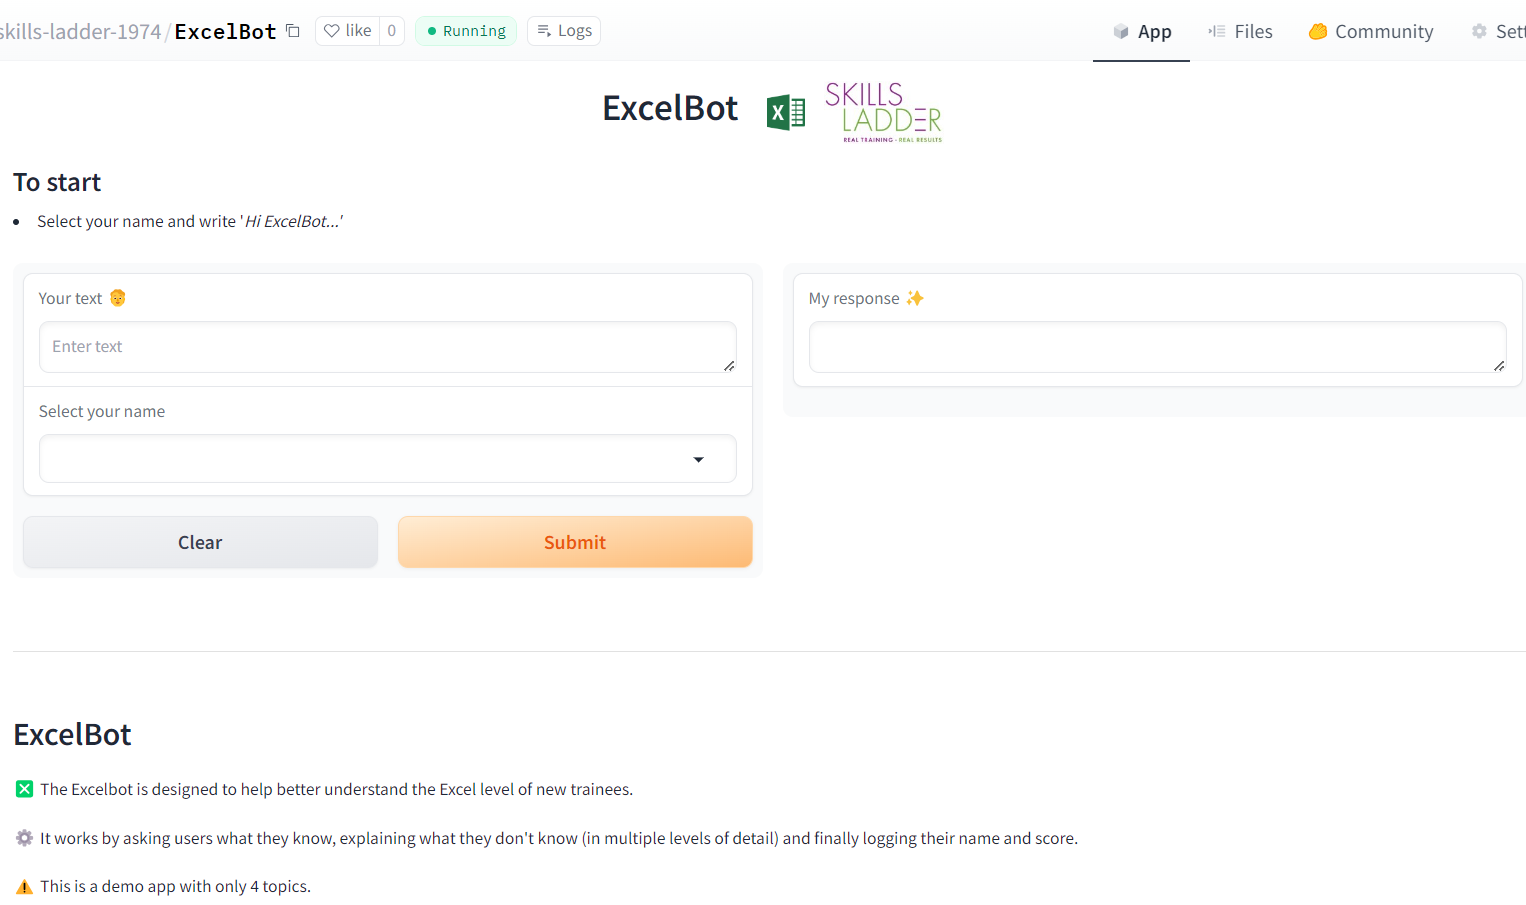 skills-ladder-1974/ExcelBot like 0 Running Logs App Files Community Sett
ExcelBot X SKILLS
LADDER
REAL TRAINING - REAL RESULTS
To start
• Select your name and write 'Hi ExcelBot...'
Your text
Enter text
Select your name
Clear Submit
My response
ExcelBot
The Excelbot is designed to help better understand the Excel level of new trainees.
It works by asking users what they know, explaining what they don't know (in multiple levels of detail) and finally logging their name and score.
This is a demo app with only 4 topics.